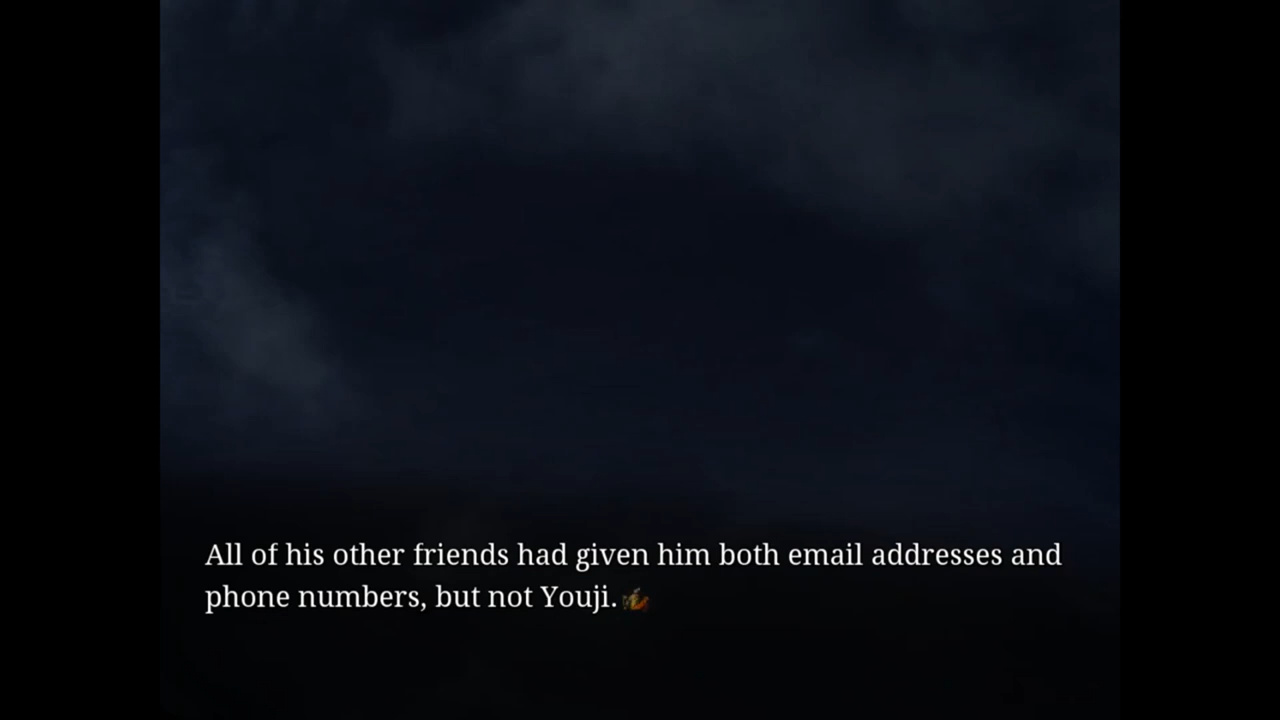 All of his other friends had given him both email addresses and
phone numbers, but not Youji.